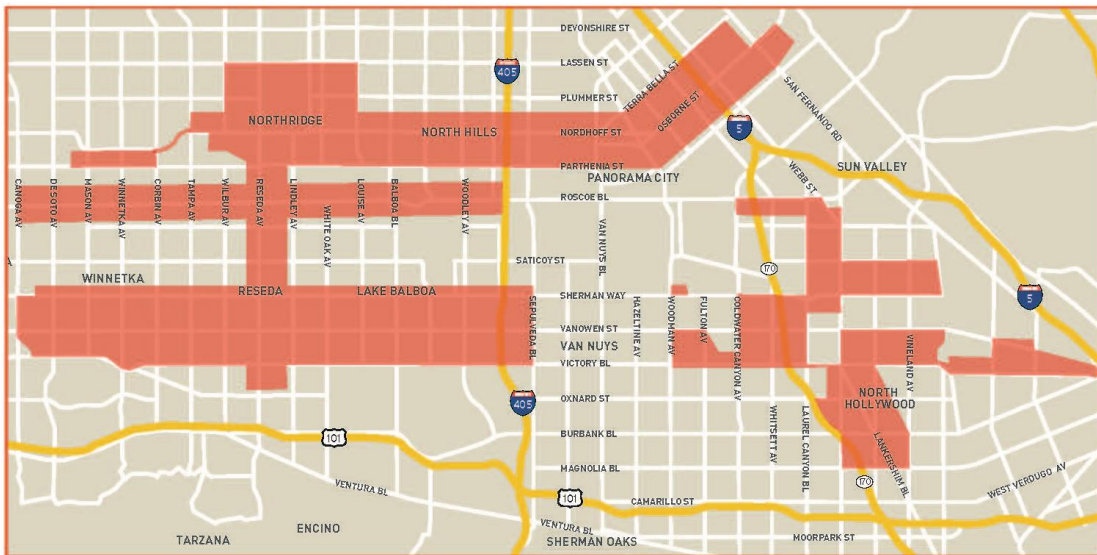 DEVONSHIRE ST
LASSEN ST
405
PLUMMER ST
TERRA BELLA ST
OSBORNE ST
SAN FERNANDO RD
NORTHRIDGE
NORTH HILLS
NORDHOFF ST
5
PARTHENIA ST
PANORAMA CITY
WEBB ST
SUN VALLEY
CANOGA AV
DE SOTO AV
MASON AV
WINNETKA AV
CORBIN AV
TAMPA AV
WILBUR AV
RESEDA AV
LINDLEY AV
WHITE OAK AV
LOUISE AV
BALBOA BL
WOODLEY AV
ROSCOE BL
VAN NUYS BL
SATICOY ST
170
A
WINNETKA
RESEDA
LAKE BALBOA
SHERMAN WAY
5
SEPULVEDA BL
HAZELTINE AV
WOODMAN AV
FULTON AV
COLDWATER CANYON AV
VANOWEN ST
VAN NUYS
VICTORY BL
VINELAND AV
405
OXNARD ST
NORTH
HOLLYWOOD
WHITSETT AV
LAUREL CANYON BL
LANKERSHIM BL
101
BURBANK BL
MAGNOLIA BL
170
WEST VERDUGO AV
VENTURA BL
101
CAMARILLO ST
ENCINO
VENTURA BL
TARZANA
SHERMAN OAKS
MOORPARK ST